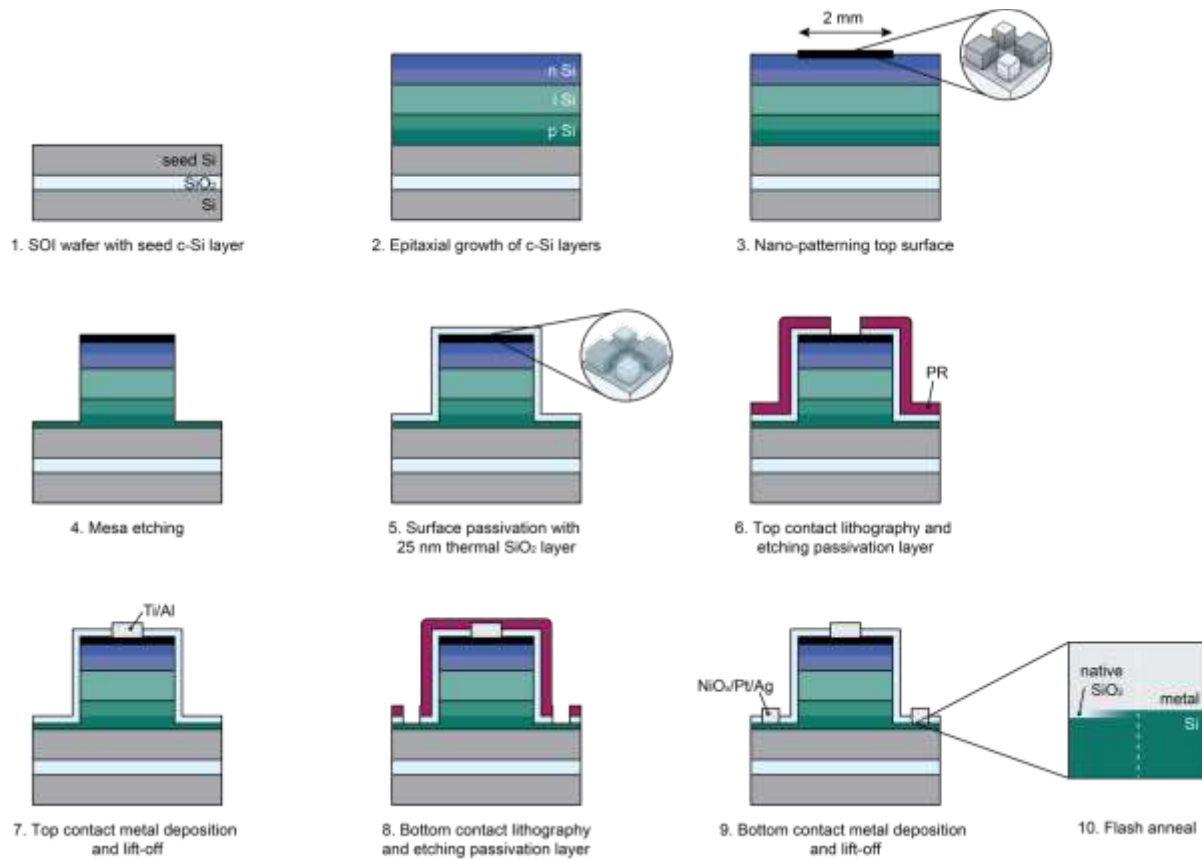 2 mm
n Si
i Si
p Si
seed Si
SiO₂
Si
1. SOI wafer with seed c-Si layer
2. Epitaxial growth of c-Si layers
3. Nano-patterning top surface
PR
4. Mesa etching
5. Surface passivation with
25 nm thermal SiO₂ layer
6. Top contact lithography and
etching passivation layer
Ti/Al
NiOₓ/Pt/Ag
native
SiO₂
metal
Si
7. Top contact metal deposition
and lift-off
8. Bottom contact lithography
and etching passivation layer
9. Bottom contact metal deposition
and lift-off
10. Flash anneal